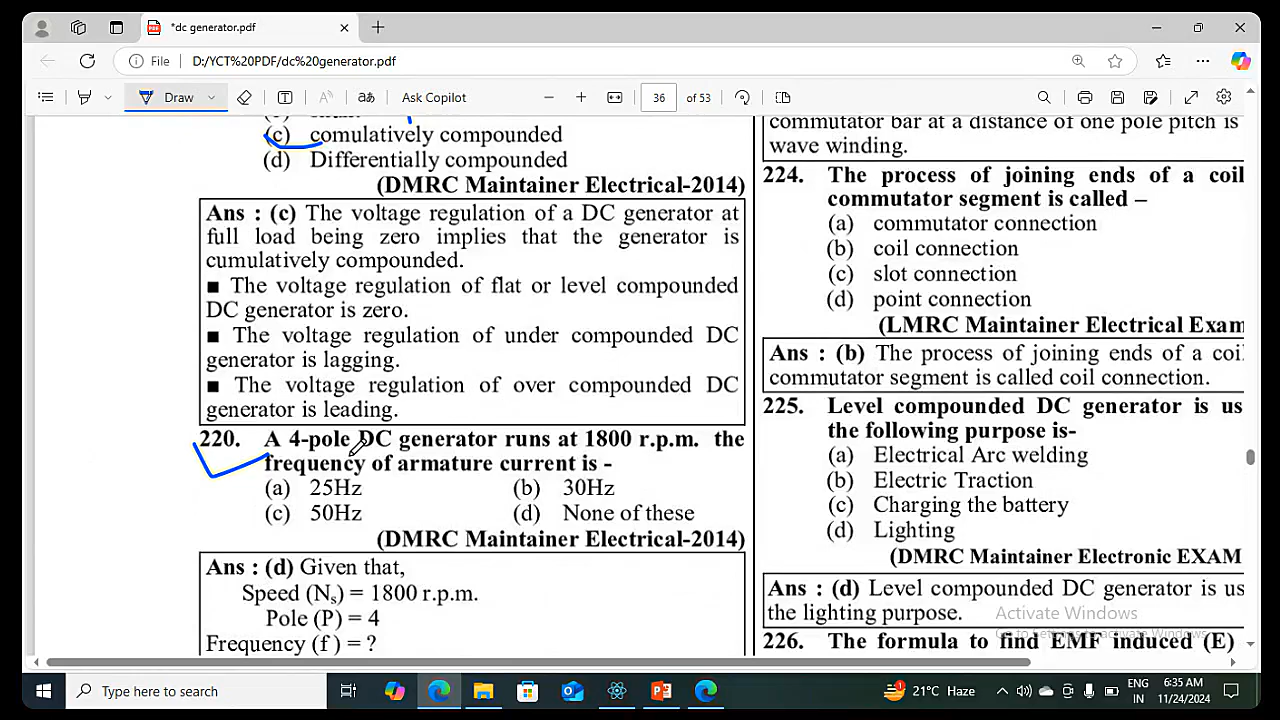 *dc generator.pdf
File
D:/YCT%20PDF/dc%20generator.pdf
Draw
Ask Copilot
36
of 53
(c) comulatively compounded
(d) Differentially compounded
(DMRC Maintainer Electrical-2014)
Ans : (c) The voltage regulation of a DC generator at
full load being zero implies that the generator is
cumulatively compounded.
■ The voltage regulation of flat or level compounded
DC generator is zero.
■ The voltage regulation of under compounded DC
generator is lagging.
■ The voltage regulation of over compounded DC
generator is leading.
220. A 4-pole DC generator runs at 1800 r.p.m. the
frequency of armature current is -
(a) 25Hz (b) 30Hz
(c) 50Hz (d) None of these
(DMRC Maintainer Electrical-2014)
Ans : (d) Given that,
Speed (Ns) = 1800 r.p.m.
Pole (P) = 4
Frequency (f ) = ?
commutator bar at a distance of one pole pitch is
wave winding.
224. The process of joining ends of a coil
commutator segment is called –
(a) commutator connection
(b) coil connection
(c) slot connection
(d) point connection
(LMRC Maintainer Electrical Exam
Ans : (b) The process of joining ends of a coi
commutator segment is called coil connection.
225. Level compounded DC generator is us
the following purpose is-
(a) Electrical Arc welding
(b) Electric Traction
(c) Charging the battery
(d) Lighting
(DMRC Maintainer Electronic EXAM
Ans : (d) Level compounded DC generator is us
the lighting purpose.
Activate Windows
226. The formula to find EMF induced (E)
Type here to search
21°C Haze
ENG
IN
6:35 AM
11/24/2024